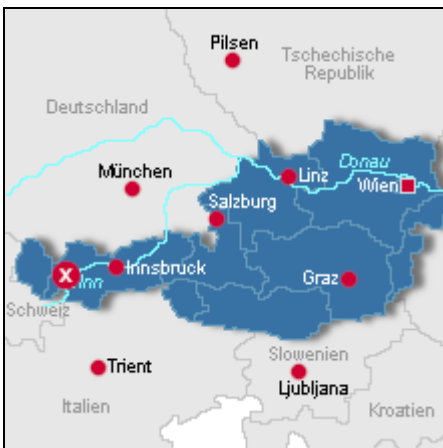 Pilsen
Tschechische
Republik
Deutschland
München
Donau
Linz
Wien
Salzburg
Innsbruck
X
Inn
Graz
Schweiz
Trient
Slowenien
Ljubljana
Italien
Kroatien